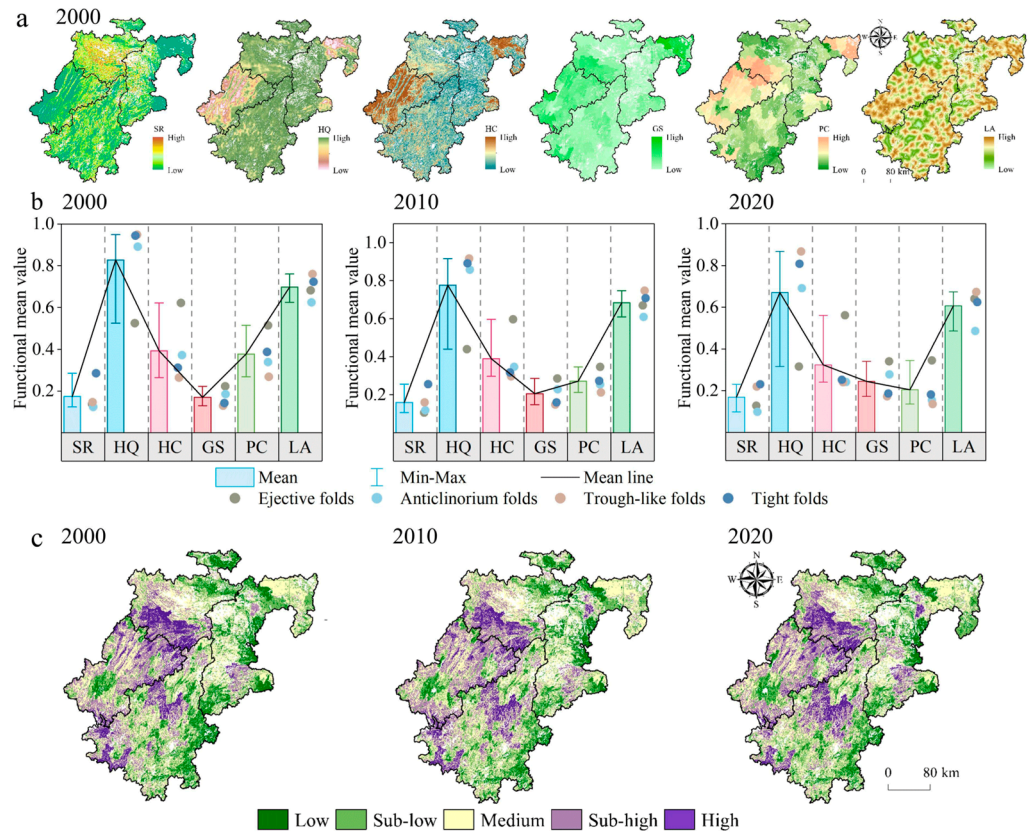 a 2000
N
W E
S
SR
High
Low
HQ
High
Low
HC
High
Low
GS
High
Low
PC
High
Low
LA
High
Low
0 80 km
b 2000 2010 2020
Functional mean value
1.0
0.8
0.6
0.4
0.2
SR HQ HC GS PC LA
Functional mean value
1.0
0.8
0.6
0.4
0.2
SR HQ HC GS PC LA
Functional mean value
1.0
0.8
0.6
0.4
0.2
SR HQ HC GS PC LA
Mean Min-Max Mean line
Ejective folds Anticlinorium folds Trough-like folds Tight folds
c 2000 2010 2020
N
W E
S
0 80 km
Low Sub-low Medium Sub-high High